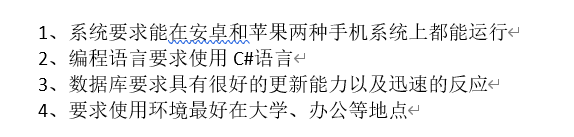 1、系统要求能在安卓和苹果两种手机系统上都能运行
2、编程语言要求使用 C#语言
3、数据库要求具有很好的更新能力以及迅速的反应
4、要求使用环境最好在大学、办公等地点